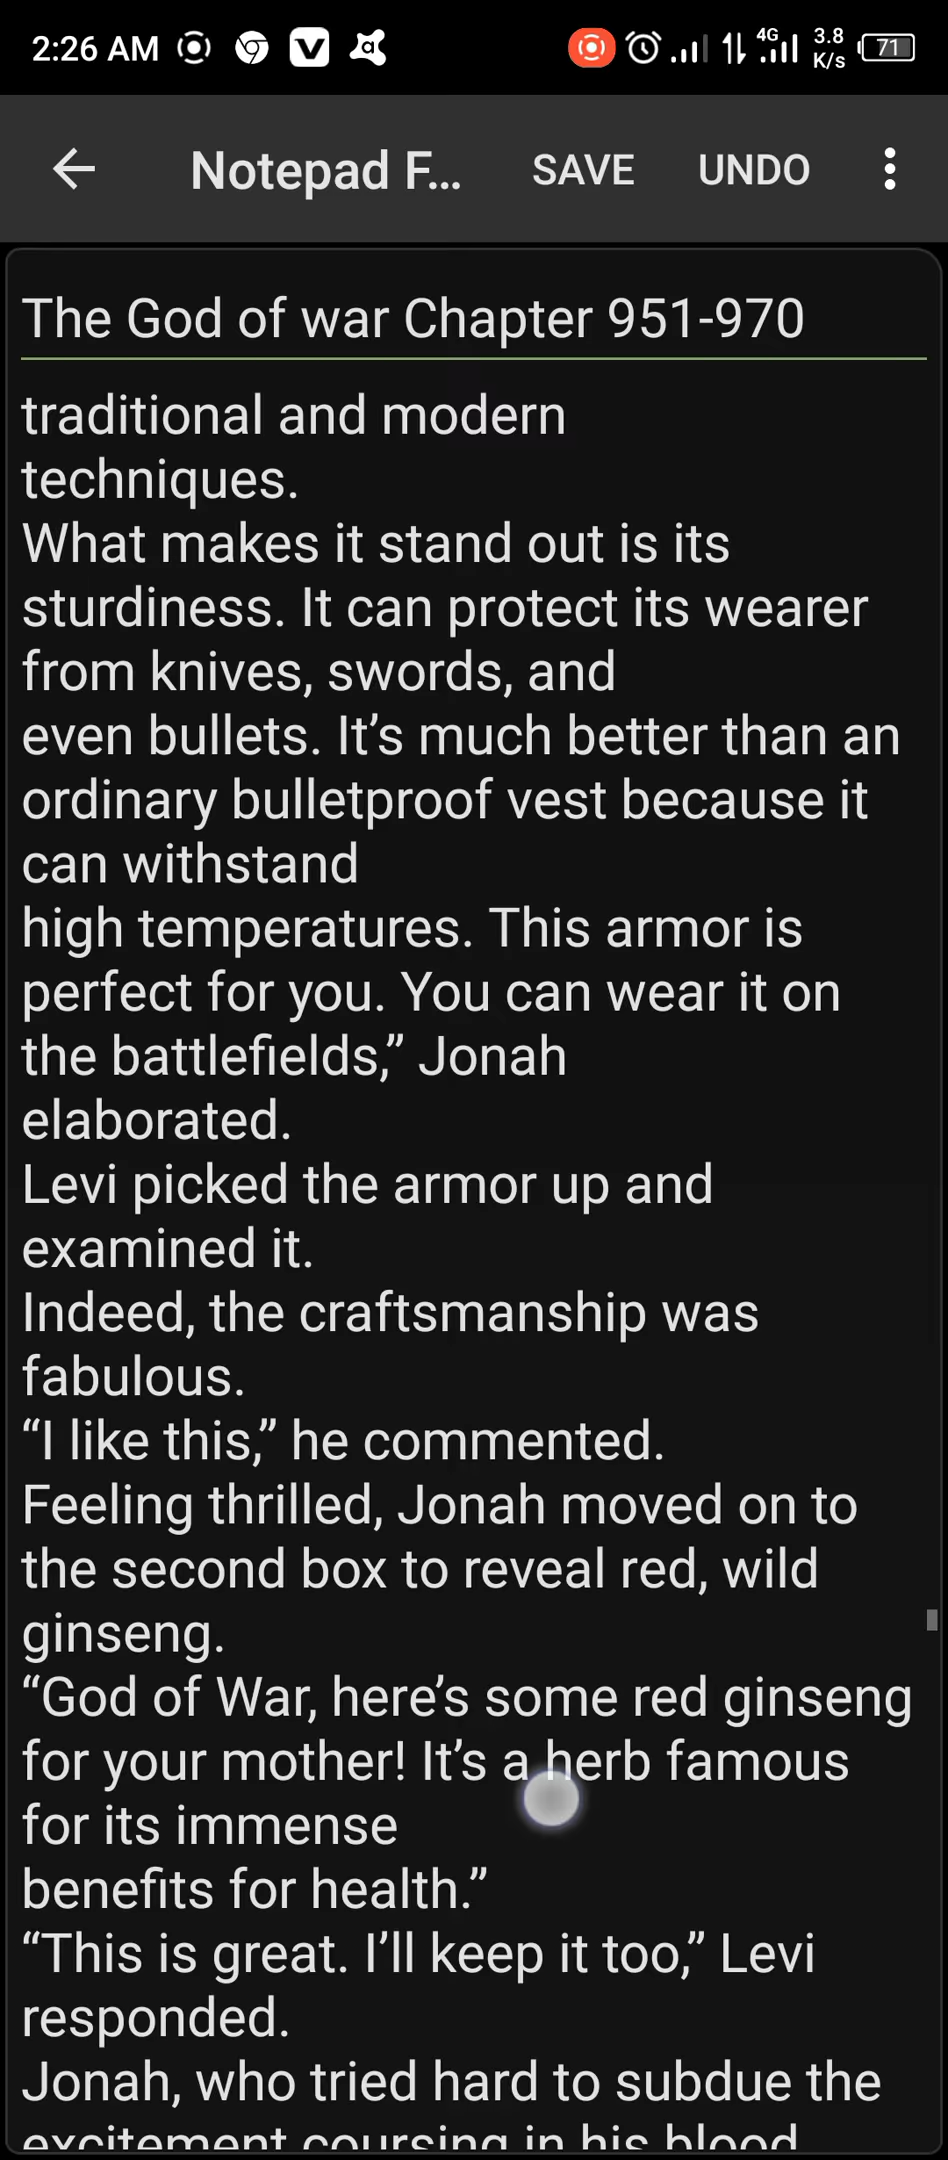 2:26 AM
4G
3.8
K/s
71
Notepad F...
SAVE
UNDO
The God of war Chapter 951-970
traditional and modern
techniques.
What makes it stand out is its
sturdiness. It can protect its wearer
from knives, swords, and
even bullets. It’s much better than an
ordinary bulletproof vest because it
can withstand
high temperatures. This armor is
perfect for you. You can wear it on
the battlefields,” Jonah
elaborated.
Levi picked the armor up and
examined it.
Indeed, the craftsmanship was
fabulous.
“I like this,” he commented.
Feeling thrilled, Jonah moved on to
the second box to reveal red, wild
ginseng.
“God of War, here’s some red ginseng
for your mother! It’s a herb famous
for its immense
benefits for health.”
“This is great. I’ll keep it too,” Levi
responded.
Jonah, who tried hard to subdue the
excitement coursing in his blood